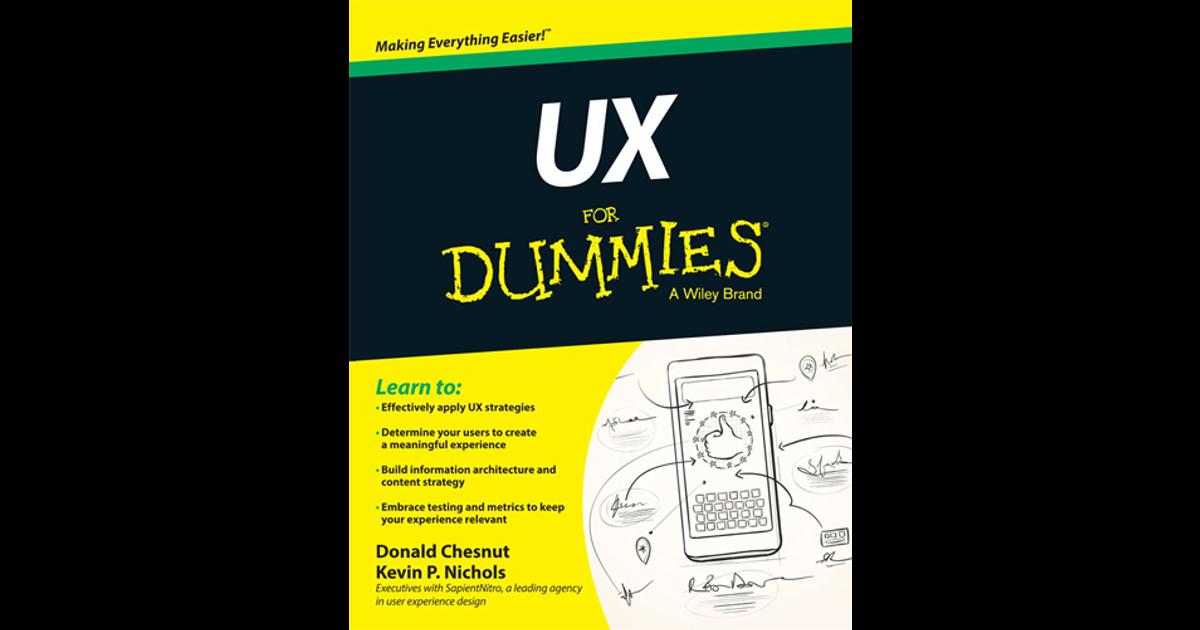 Making Everything Easier!™
UX
FOR
DUMMIES®
A Wiley Brand
Learn to:
• Effectively apply UX strategies
• Determine your users to create
a meaningful experience
• Build information architecture and
content strategy
• Embrace testing and metrics to keep
your experience relevant
Donald Chesnut
Kevin P. Nichols
Executives with SapientNitro, a leading agency
in user experience design